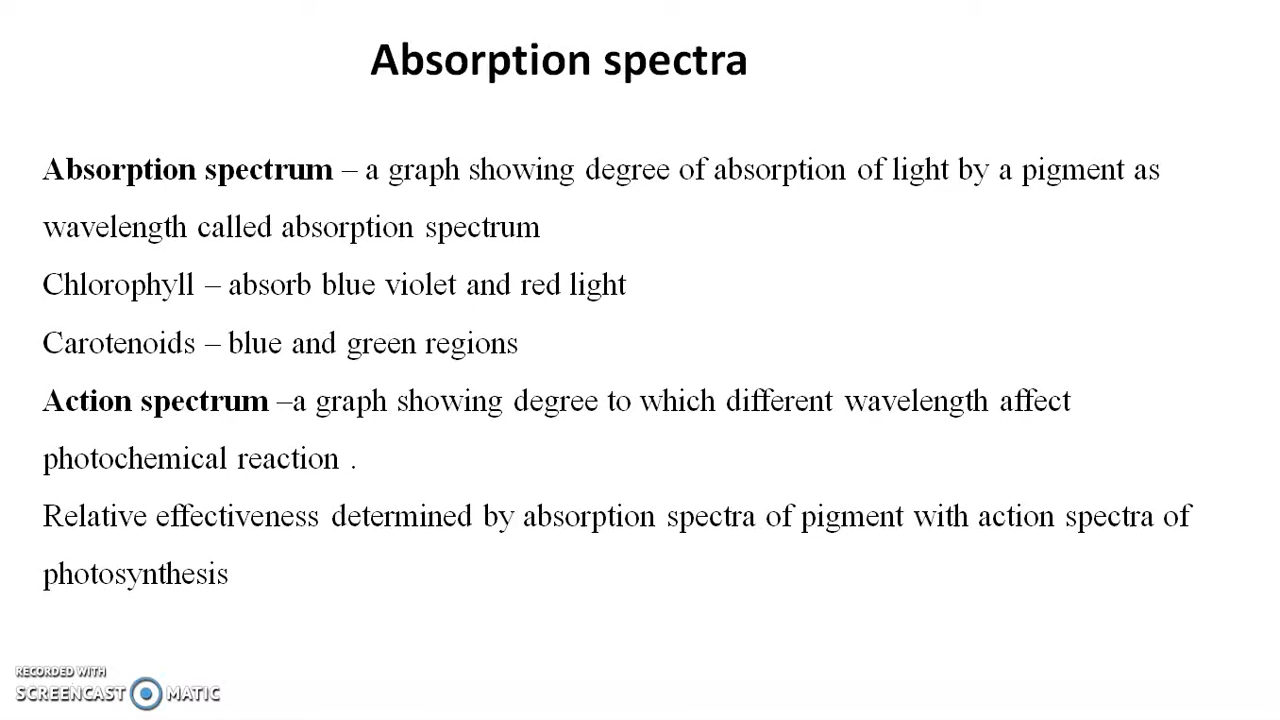 Absorption spectra
Absorption spectrum – a graph showing degree of absorption of light by a pigment as
wavelength called absorption spectrum
Chlorophyll – absorb blue violet and red light
Carotenoids – blue and green regions
Action spectrum –a graph showing degree to which different wavelength affect
photochemical reaction .
Relative effectiveness determined by absorption spectra of pigment with action spectra of
photosynthesis
RECORDED WITH
SCREENCAST MATIC